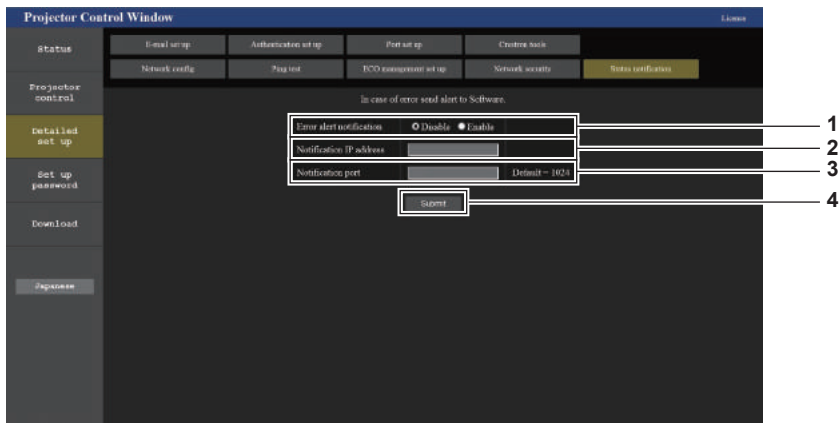 Projector Control Window
Licence
Status
Projector
control
Detailed
set up
Set up
password
Download
Japanese
E-mail set up
Authentication set up
Port set up
Crestron tools
Network config
Ping test
ECO management set up
Network security
Status notification
In case of error send alert to Software.
Error alert notification
Disable
Enable
1
Notification IP address
2
Notification port
Default = 1024
3
Submit
4